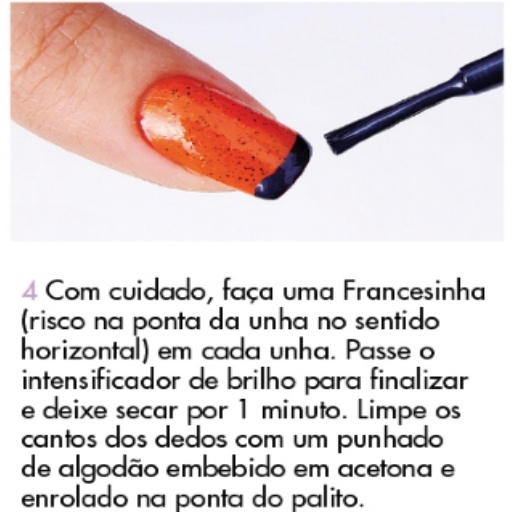 4 Com cuidado, faça uma Francesinha
(risco na ponta da unha no sentido
horizontal) em cada unha. Passe o
intensificador de brilho para finalizar
e deixe secar por 1 minuto. Limpe os
cantos dos dedos com um punhado
de algodão embebido em acetona e
enrolado na ponta do palito.